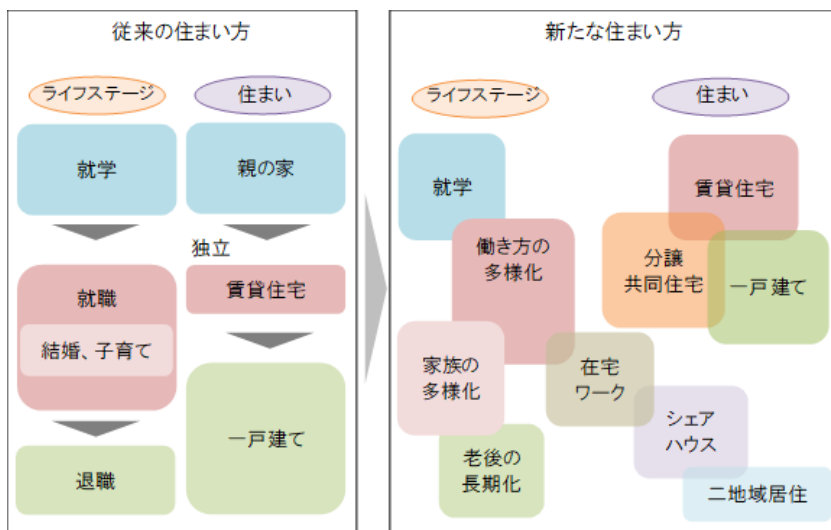 従来の住まい方
ライフステージ
住まい
就学
親の家
独立
就職
賃貸住宅
結婚、子育て
一戸建て
退職
新たな住まい方
ライフステージ
住まい
就学
賃貸住宅
働き方の
多様化
分譲
共同住宅
一戸建て
家族の
多様化
在宅
ワーク
シェア
ハウス
老後の
長期化
二地域居住